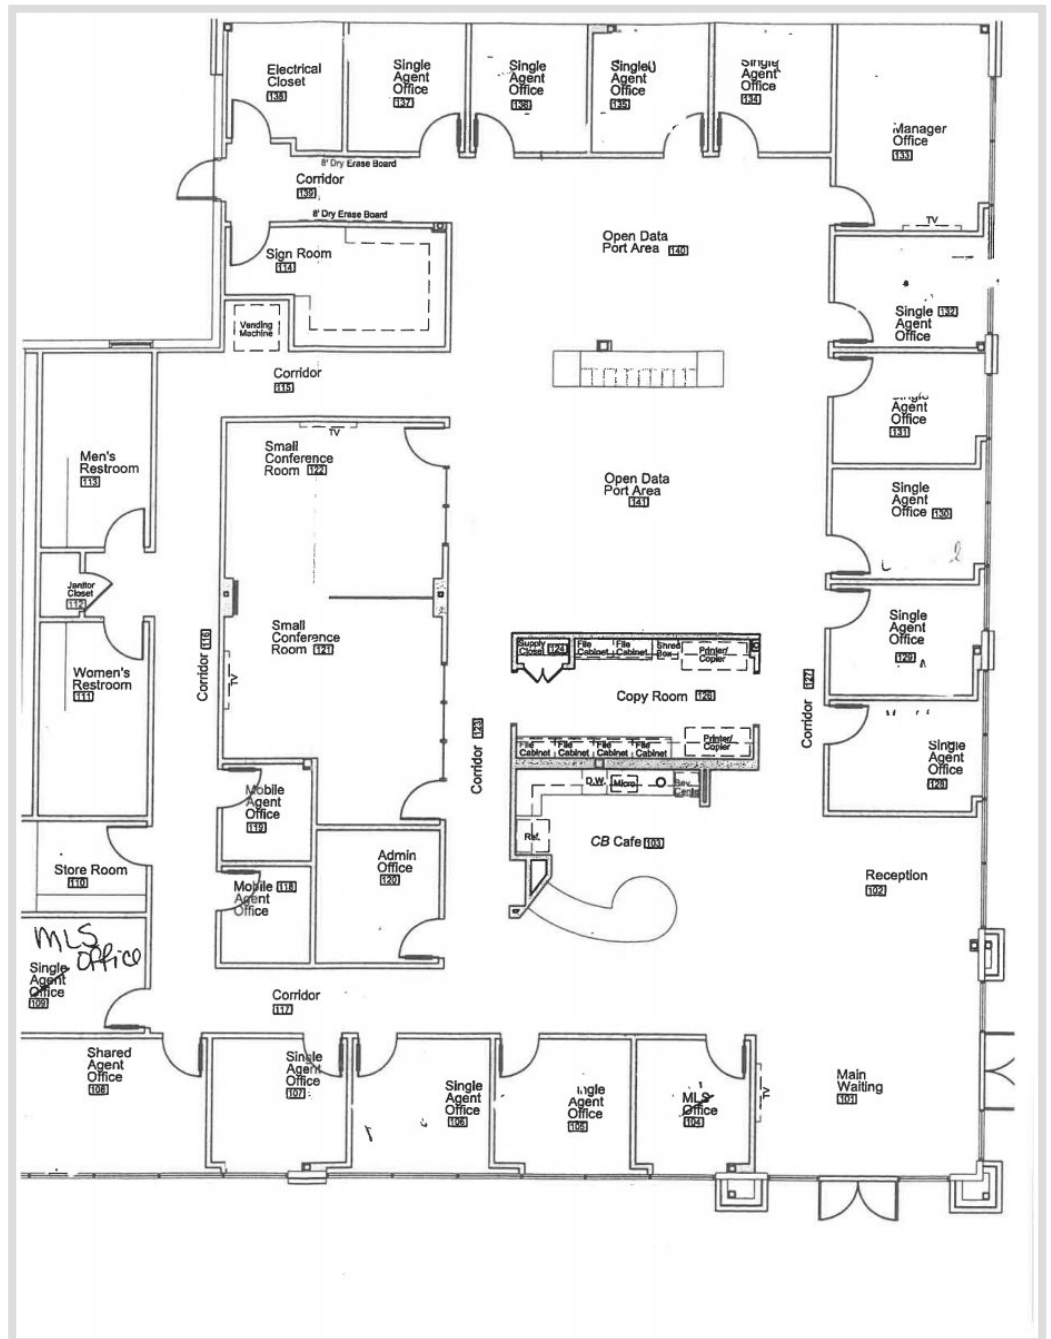 Electrical
Closet
138
Single
Agent
Office
137
Single
Agent
Office
136
Single
Agent
Office
135
Single
Agent
Office
134
Manager
Office
133
8' Dry Erase Board
Corridor
139
8' Dry Erase Board
TV
Sign Room
114
Open Data
Port Area 140
Single 132
Agent
Office
Vending
Machine
Corridor
115
Agent
Office
131
TV
Small
Conference
Room 122
Men's
Restroom
113
Open Data
Port Area
141
Single
Agent
Office 130
Janitor
Closet
112
Small
Conference
Room 121
Single
Agent
Office
129
Corridor 116
TV
Women's
Restroom
111
Supply
Closet 124
File
Cabinet
File
Cabinet
Shred
Box
Printer/
Copier
Copy Room 126
Corridor 127
Corridor 123
File
Cabinet
File
Cabinet
File
Cabinet
File
Cabinet
Printer/
Copier
Single
Agent
Office
128
D.W.
Micro
Bev.
Mobile
Agent
Office
119
Ref.
CB Cafe 103
Store Room
110
Mobile 118
Agent
Office
Admin
Office
120
Reception
102
MLS
Office
Single
Agent
Office
109
Corridor
117
Shared
Agent
Office
Single
Agent
Office
107
Single
Agent
Office
Agent
Office
105
MLS
Office
104
TV
Main
Waiting
101